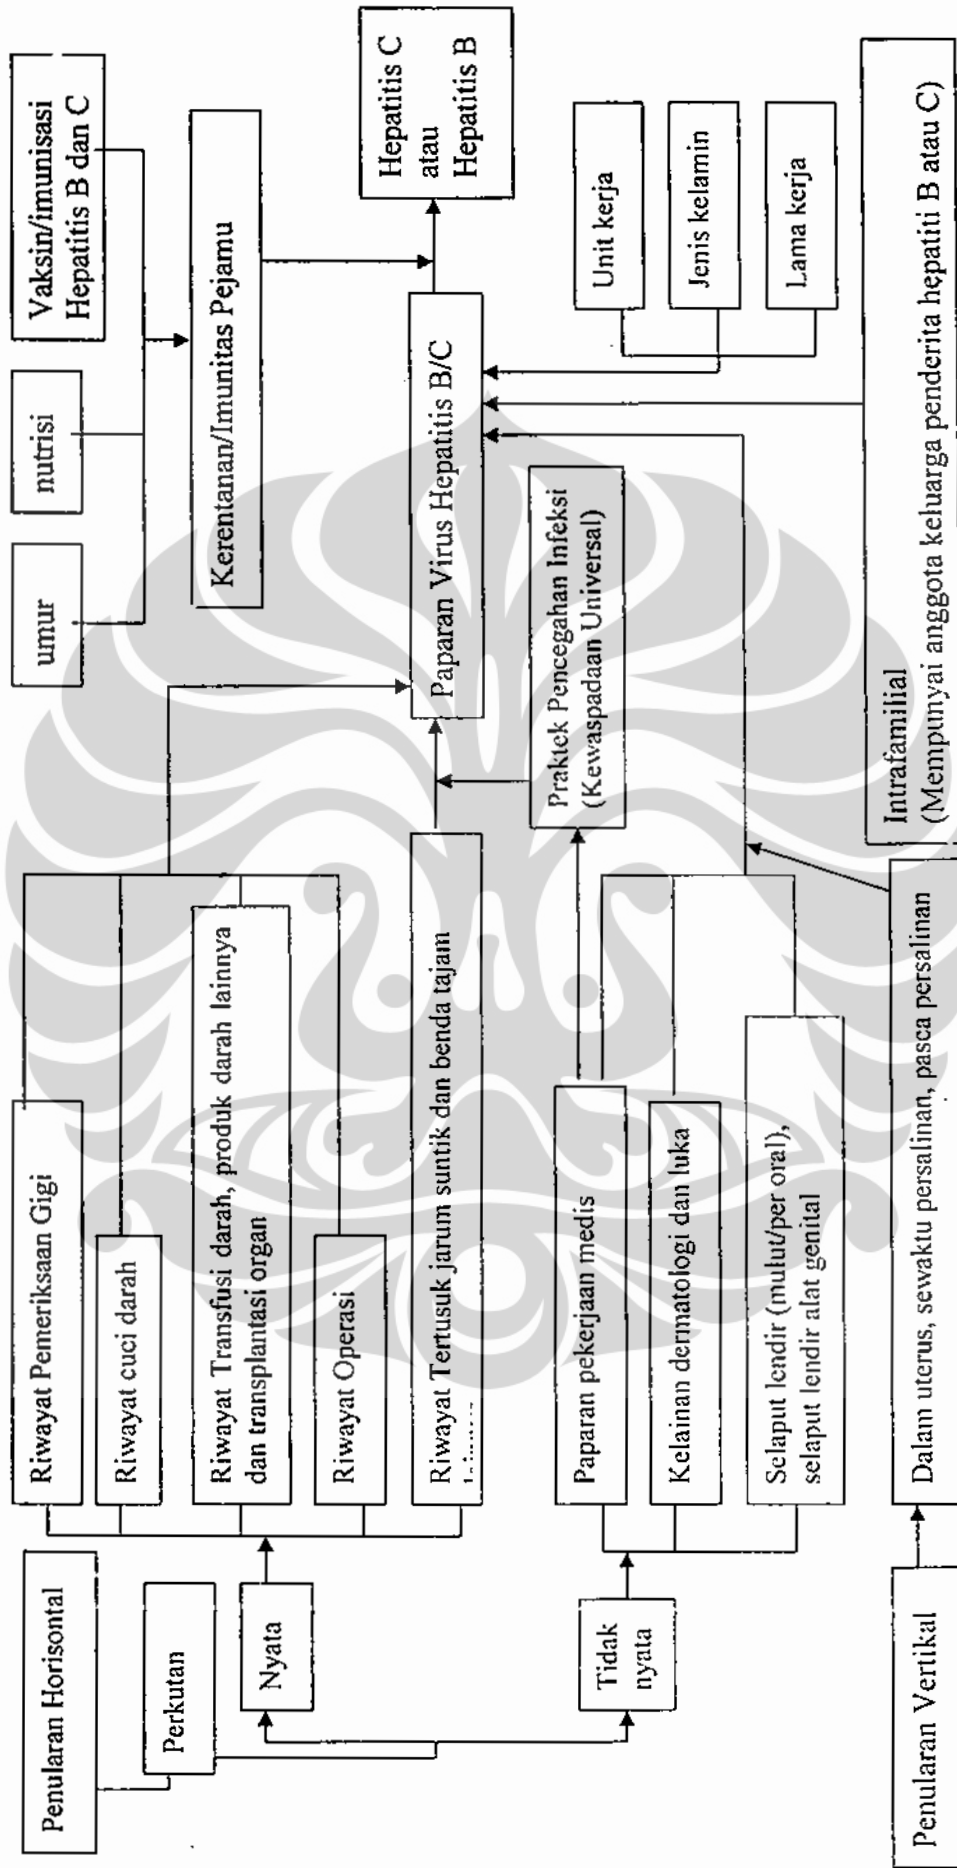 Penularan Horisontal
Perkutan
Nyata
Tidak
nyata
Penularan Vertikal
Riwayat Pemeriksaan Gigi
Riwayat cuci darah
Riwayat Transfusi darah, produk darah lainnya
dan transplantasi organ
Riwayat Operasi
Riwayat Tertusuk jarum suntik dan benda tajam
Paparan pekerjaan medis
Kelainan dermatologi dan luka
Selaput lendir (mulut/per oral),
selaput lendir alat genital
Dalam uterus, sewaktu persalinan, pasca persalinan
umur
nutrisi
Vaksin/imunisasi
Hepatitis B dan C
Kerentanan/Imunitas Pejamu
Paparan Virus Hepatitis B/C
Hepatitis C
atau
Hepatitis B
Praktek Pencegahan Infeksi
(Kewaspadaan Universal)
Unit kerja
Jenis kelamin
Lama kerja
Intrafamilial
(Mempunyai anggota keluarga penderita hepatiti B atau C)